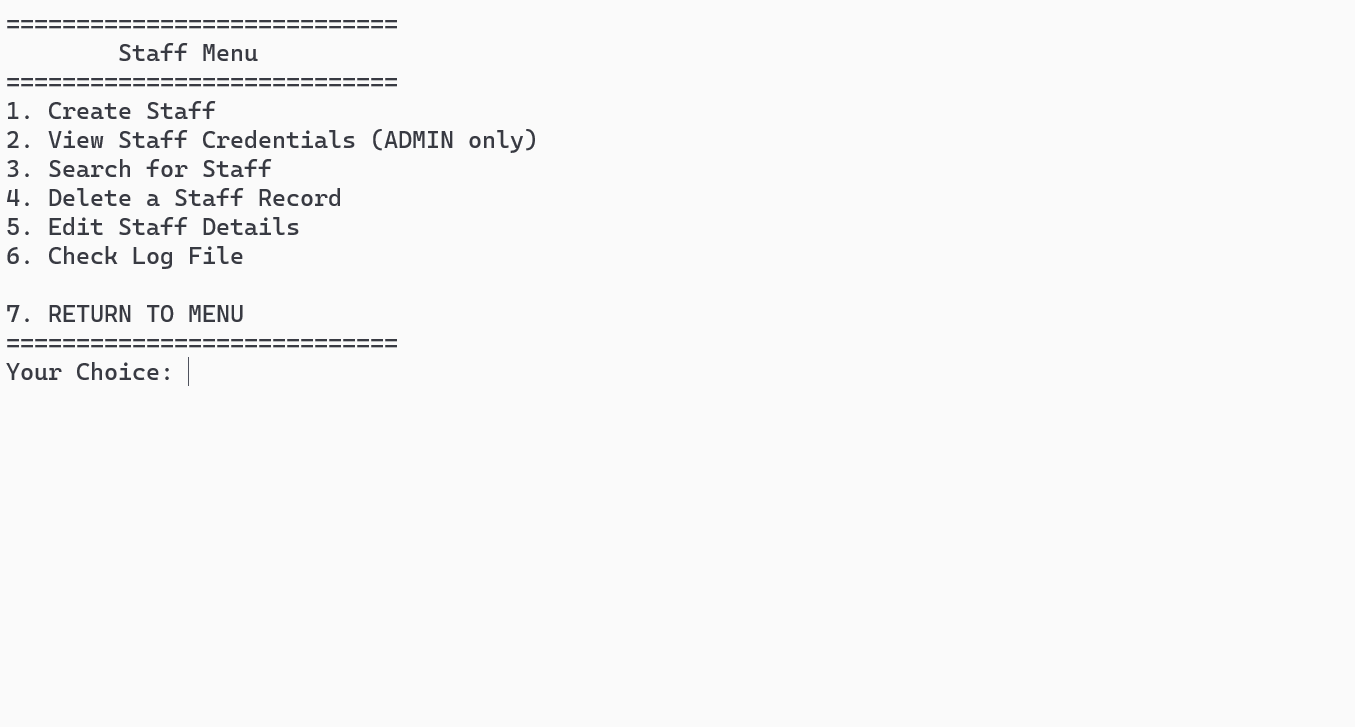 ============================
        Staff Menu
============================
1. Create Staff
2. View Staff Credentials (ADMIN only)
3. Search for Staff
4. Delete a Staff Record
5. Edit Staff Details
6. Check Log File

7. RETURN TO MENU
============================
Your Choice: